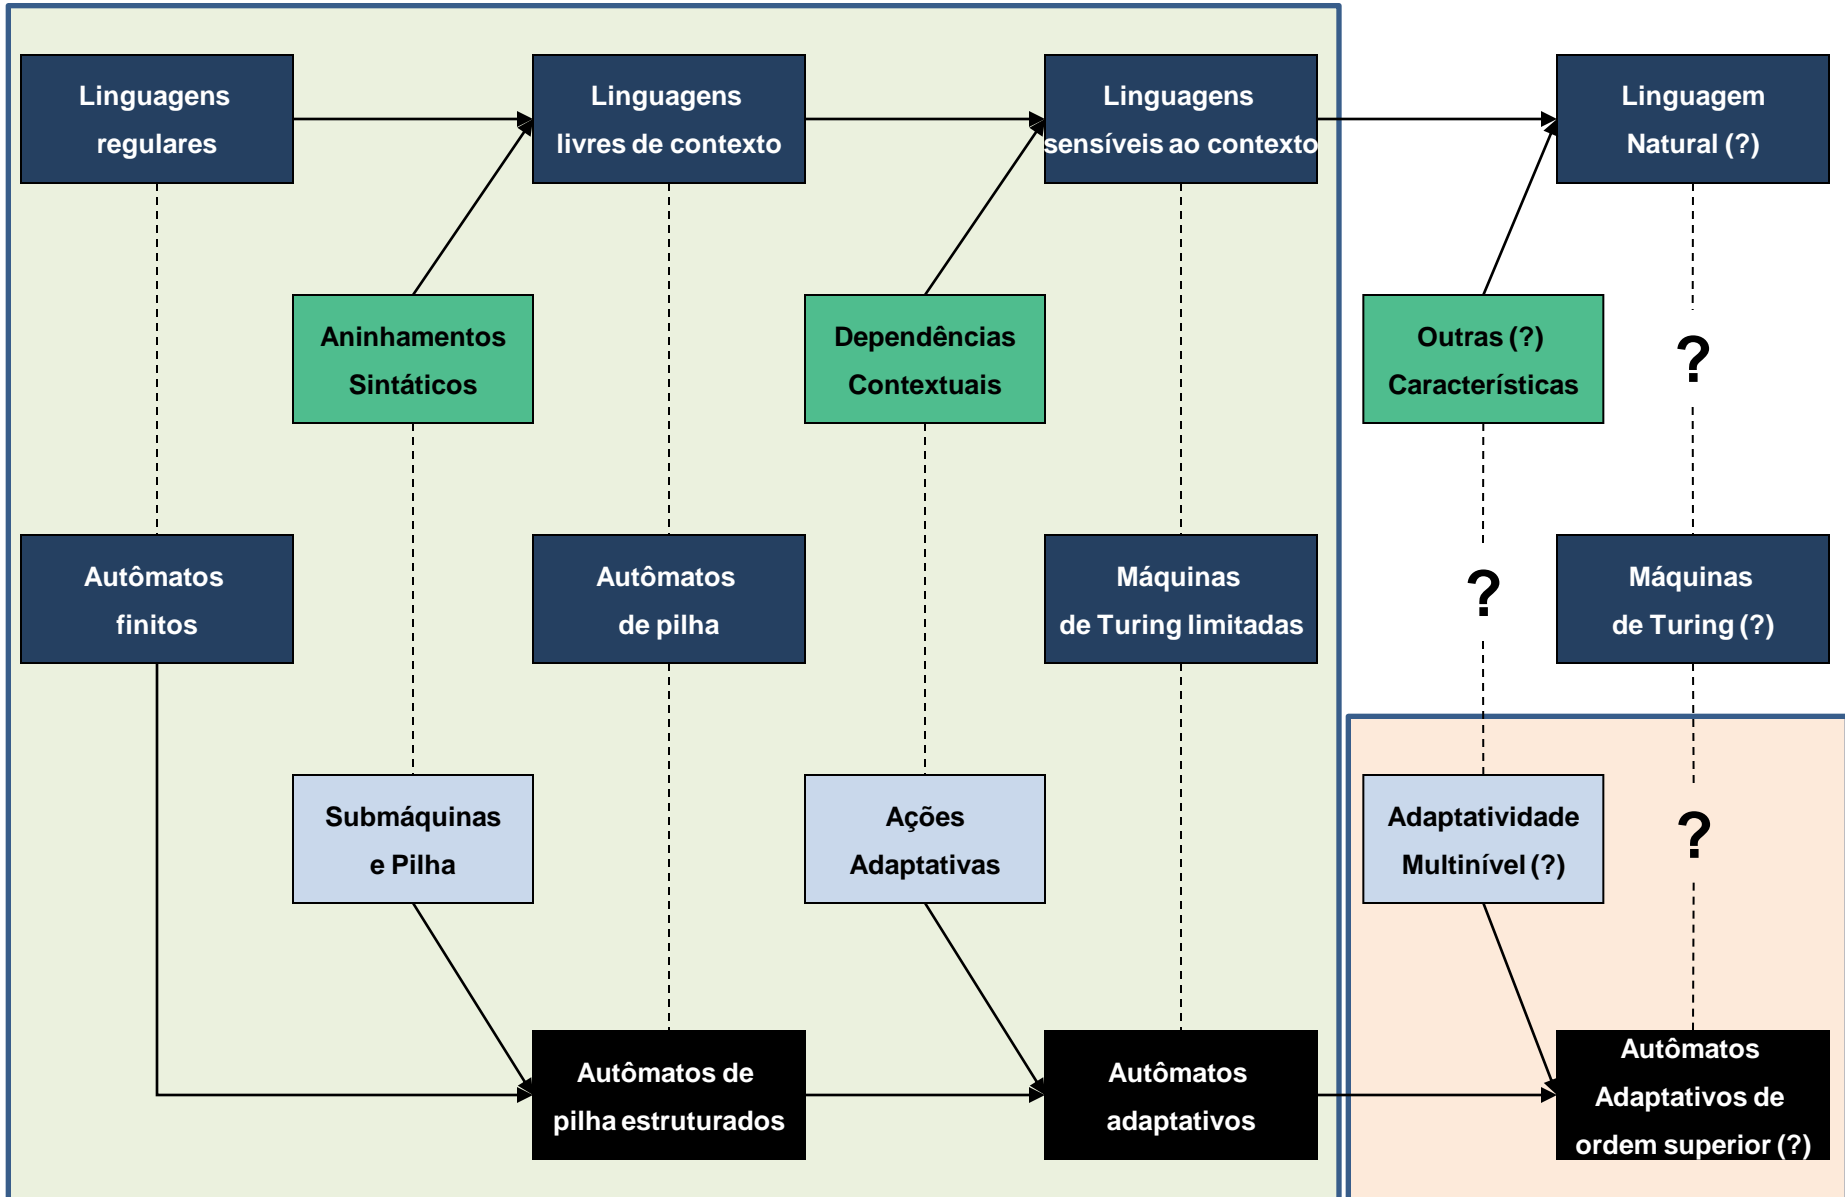 Linguagens
regulares
Linguagens
livres de contexto
Linguagens
sensíveis ao contexto
Linguagem
Natural (?)
Aninhamentos
Sintáticos
Dependências
Contextuais
Outras (?)
Características
?
Autômatos
finitos
Autômatos
de pilha
Máquinas
de Turing limitadas
?
Máquinas
de Turing (?)
Submáquinas
e Pilha
Ações
Adaptativas
Adaptatividade
Multinível (?)
?
Autômatos de
pilha estruturados
Autômatos
adaptativos
Autômatos
Adaptativos de
ordem superior (?)